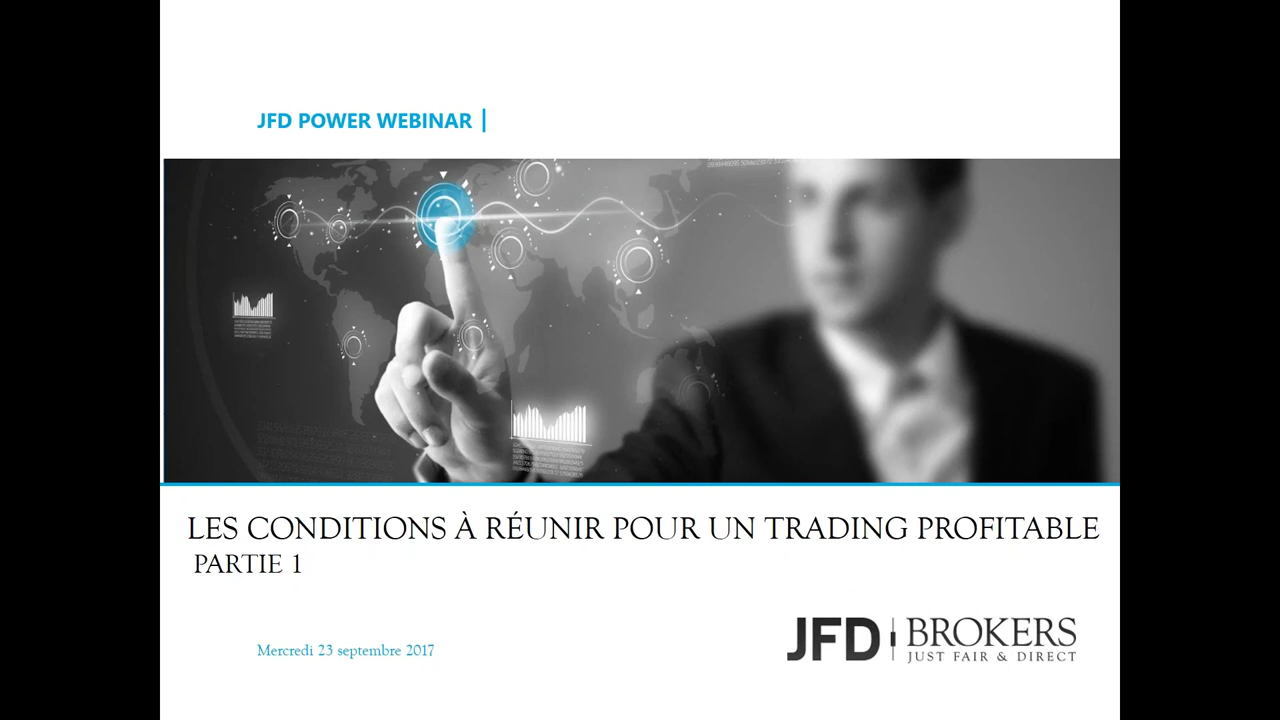 JFD POWER WEBINAR |
LES CONDITIONS À RÉUNIR POUR UN TRADING PROFITABLE
PARTIE 1
Mercredi 23 septembre 2017
JFD BROKERS
JUST FAIR & DIRECT